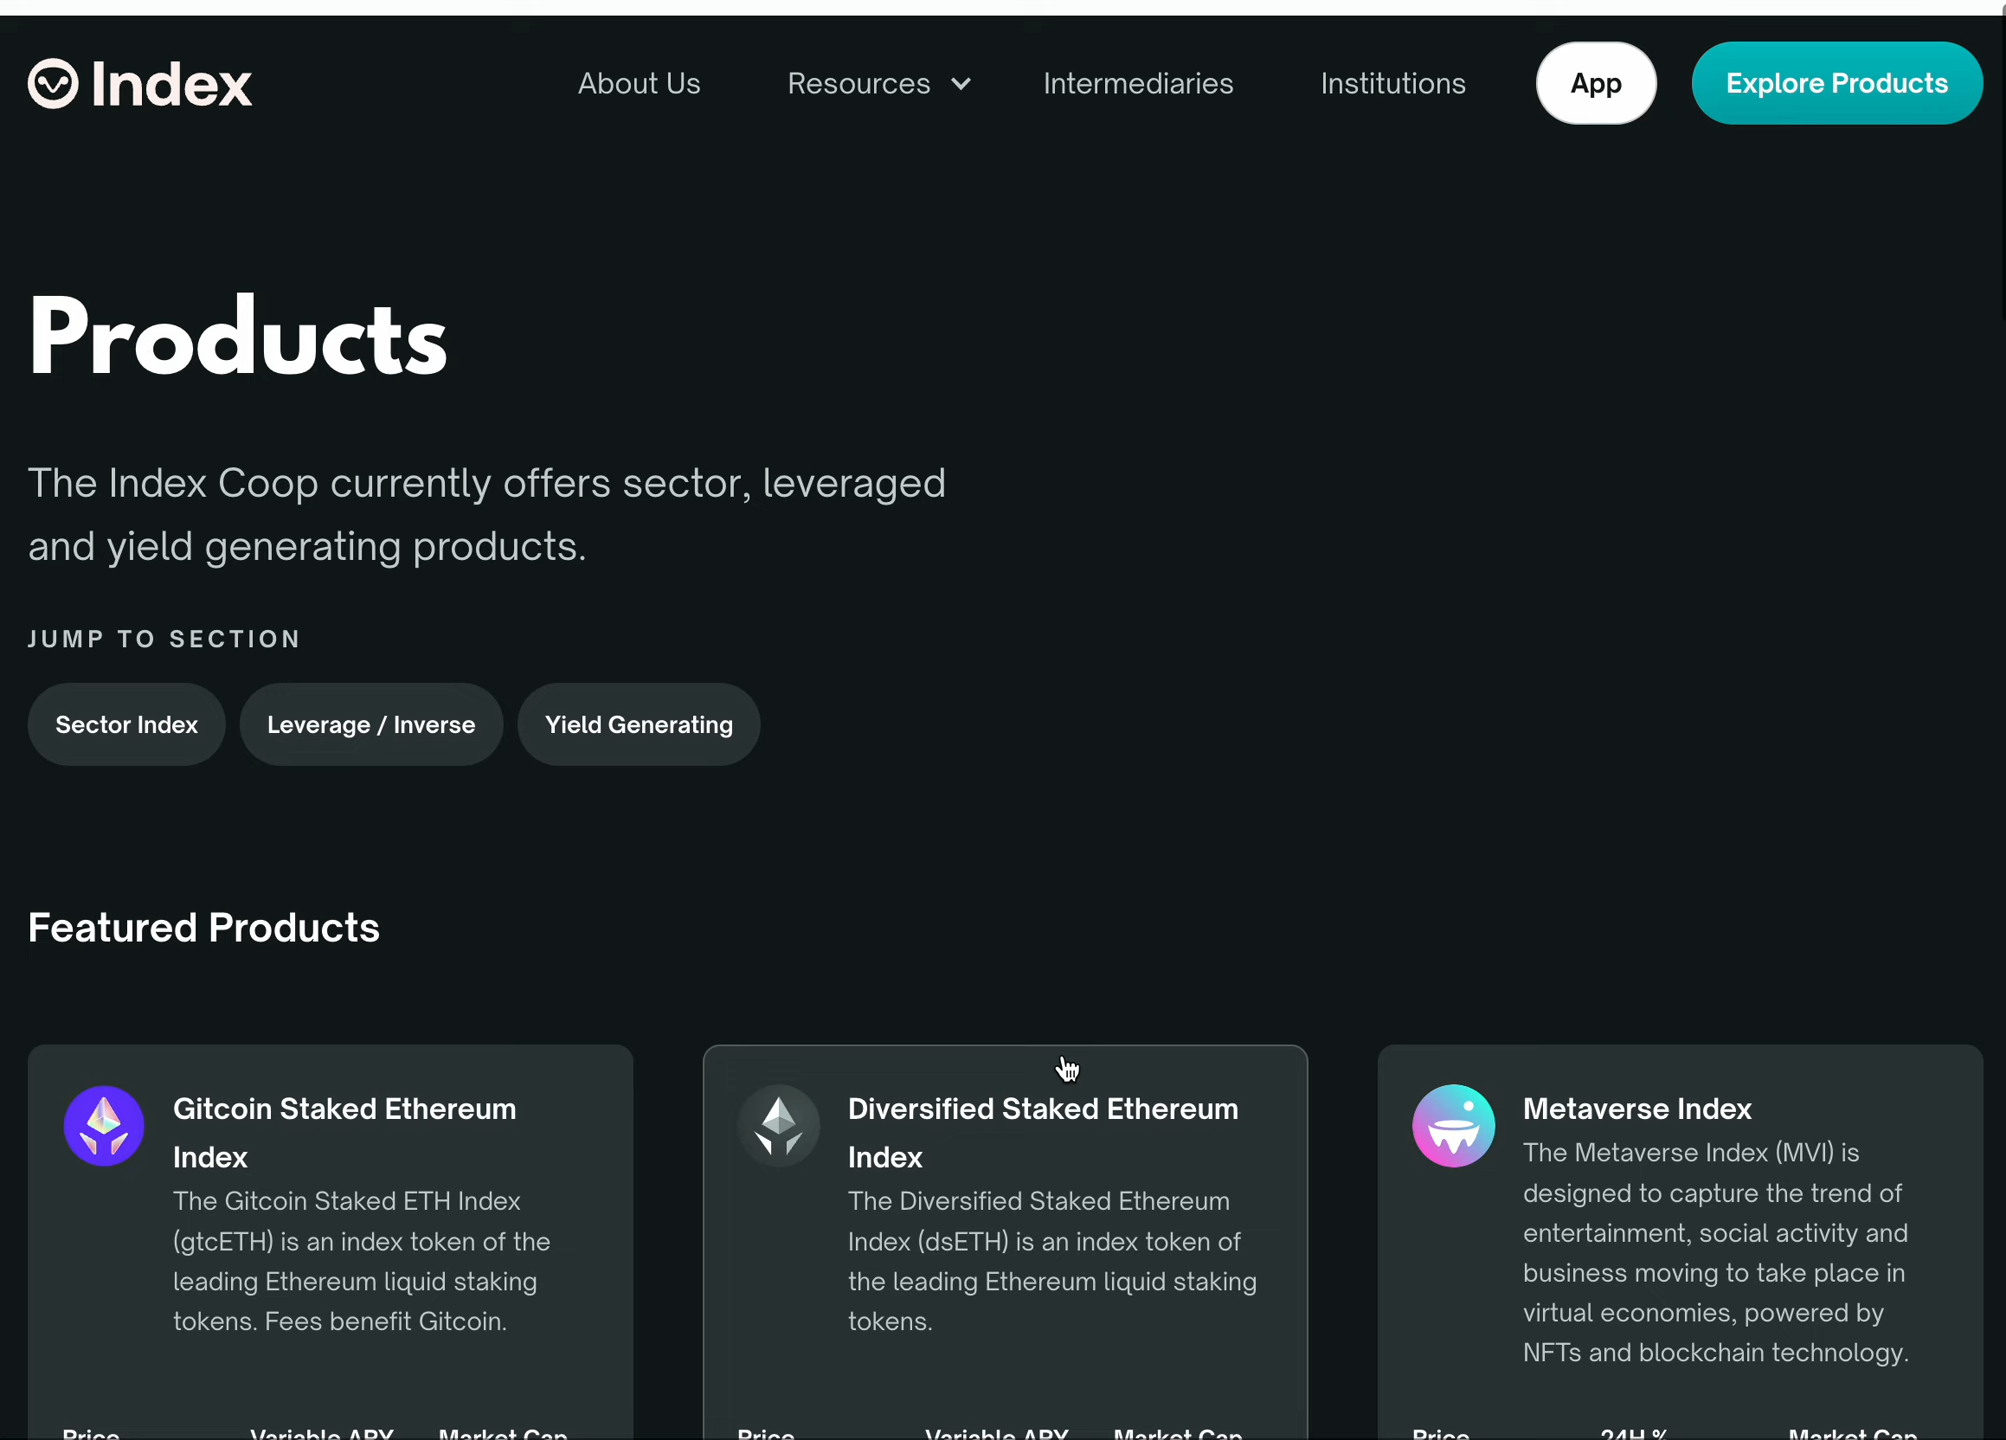 Index
About Us
Resources
Intermediaries
Institutions
App
Explore Products
Products
The Index Coop currently offers sector, leveraged
and yield generating products.
JUMP TO SECTION
Sector Index
Leverage / Inverse
Yield Generating
Featured Products
Gitcoin Staked Ethereum
Index
The Gitcoin Staked ETH Index
(gtcETH) is an index token of the
leading Ethereum liquid staking
tokens. Fees benefit Gitcoin.
Price
Variable APY
Market Cap
Diversified Staked Ethereum
Index
The Diversified Staked Ethereum
Index (dsETH) is an index token of
the leading Ethereum liquid staking
tokens.
Price
Variable APY
Market Cap
Metaverse Index
The Metaverse Index (MVI) is
designed to capture the trend of
entertainment, social activity and
business moving to take place in
virtual economies, powered by
NFTs and blockchain technology.
Price
24H %
Market Cap